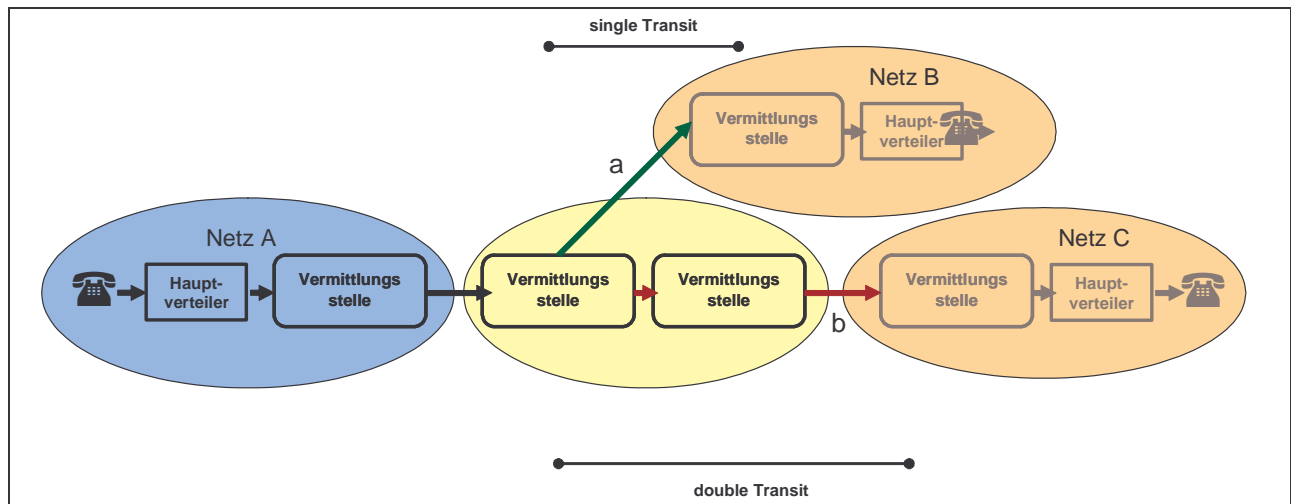 single Transit
Netz B
Vermittlungs
stelle
Haupt-
verteiler
a
Netz A
Haupt-
verteiler
Vermittlungs
stelle
Vermittlungs
stelle
Vermittlungs
stelle
b
Netz C
Vermittlungs
stelle
Haupt-
verteiler
double Transit